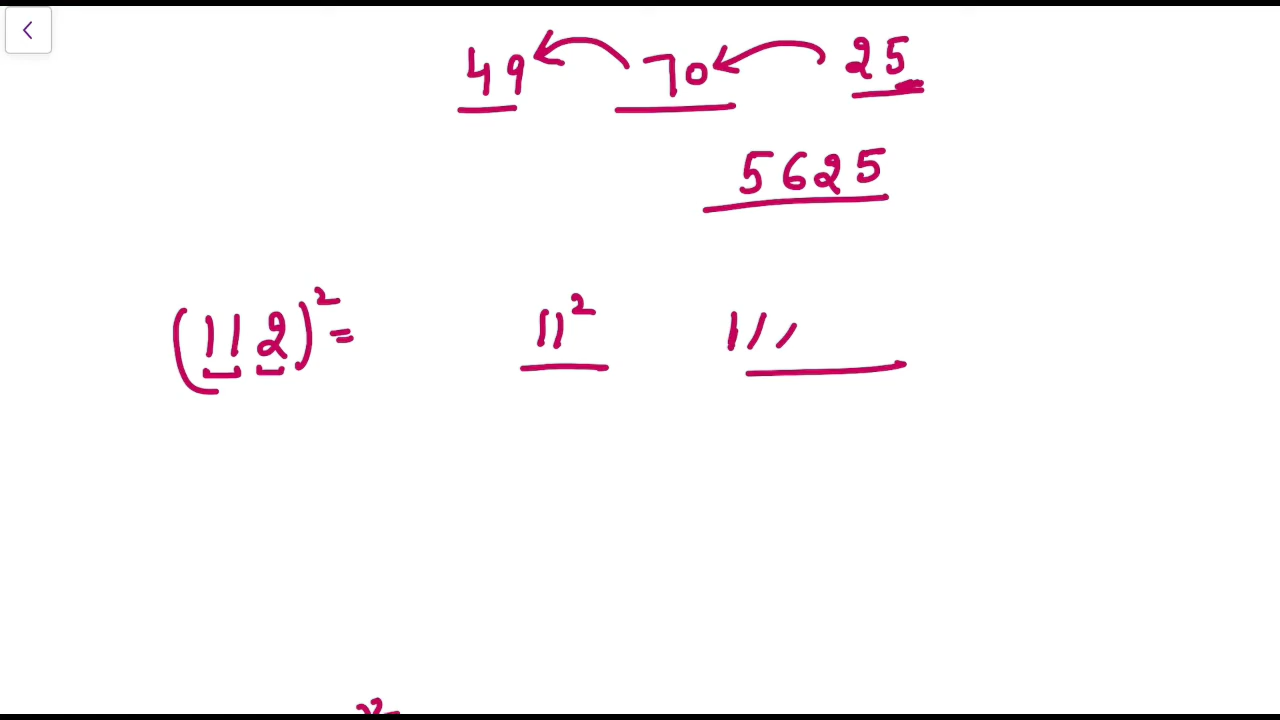 49 70 25
5625
(112)² = 11² 11